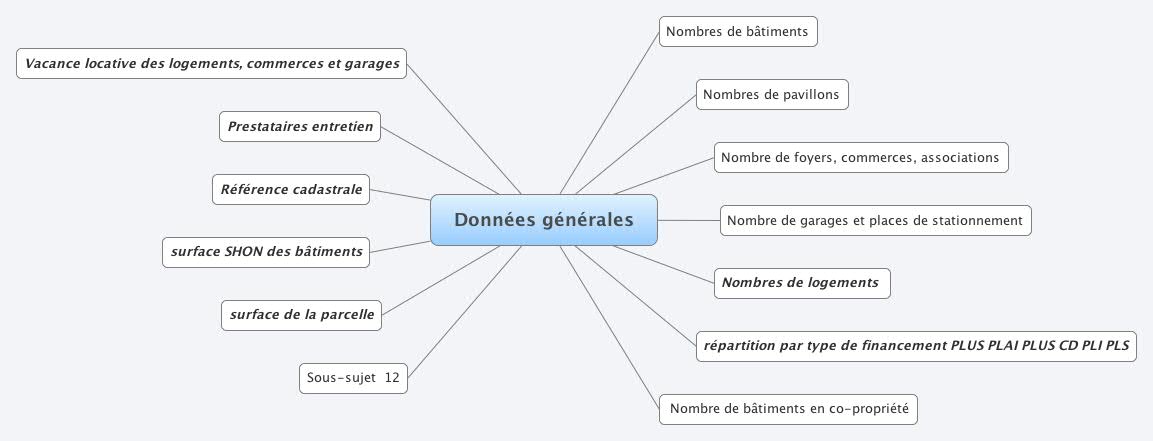 Données générales
Nombres de bâtiments
Nombres de pavillons
Nombre de foyers, commerces, associations
Nombre de garages et places de stationnement
Nombres de logements
répartition par type de financement PLUS PLAI PLUS CD PLI PLS
Nombre de bâtiments en co-propriété
Sous-sujet 12
surface de la parcelle
surface SHON des bâtiments
Référence cadastrale
Prestataires entretien
Vacance locative des logements, commerces et garages